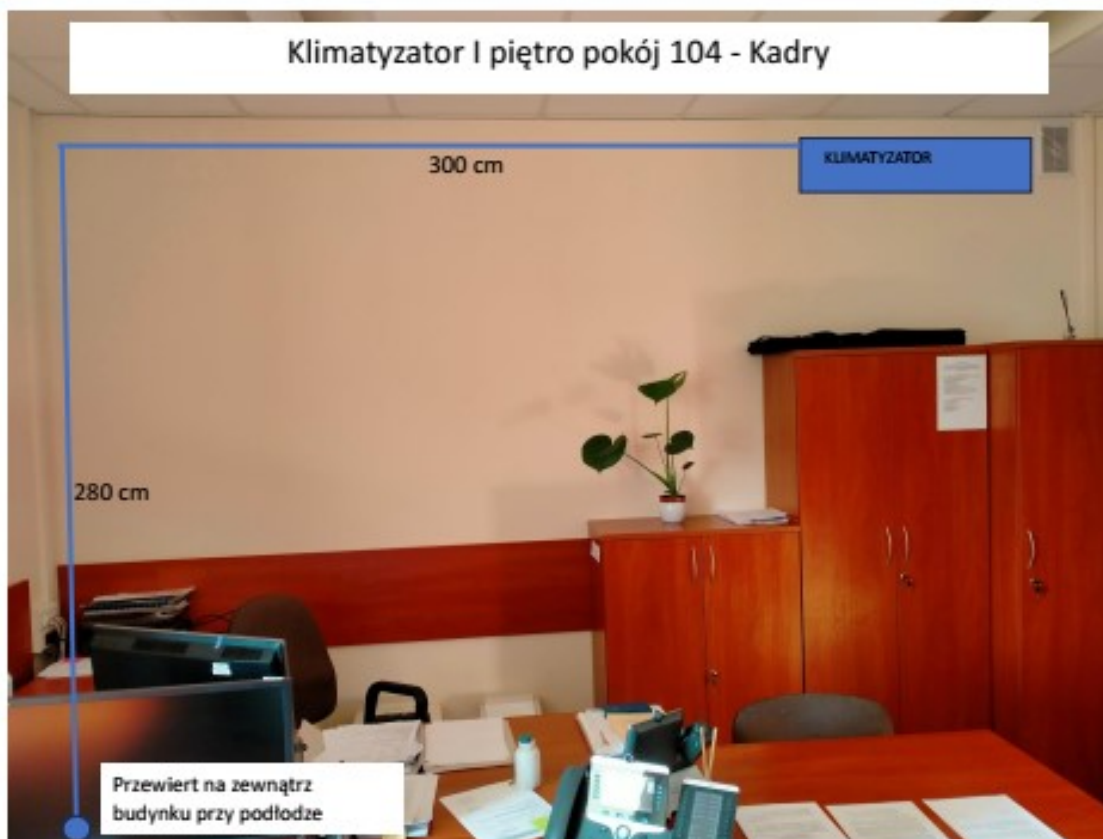 Klimatyzator I piętro pokój 104 - Kadry
KLIMATYZATOR
300 cm
280 cm
Przewiert na zewnątrz
budynku przy podłodze